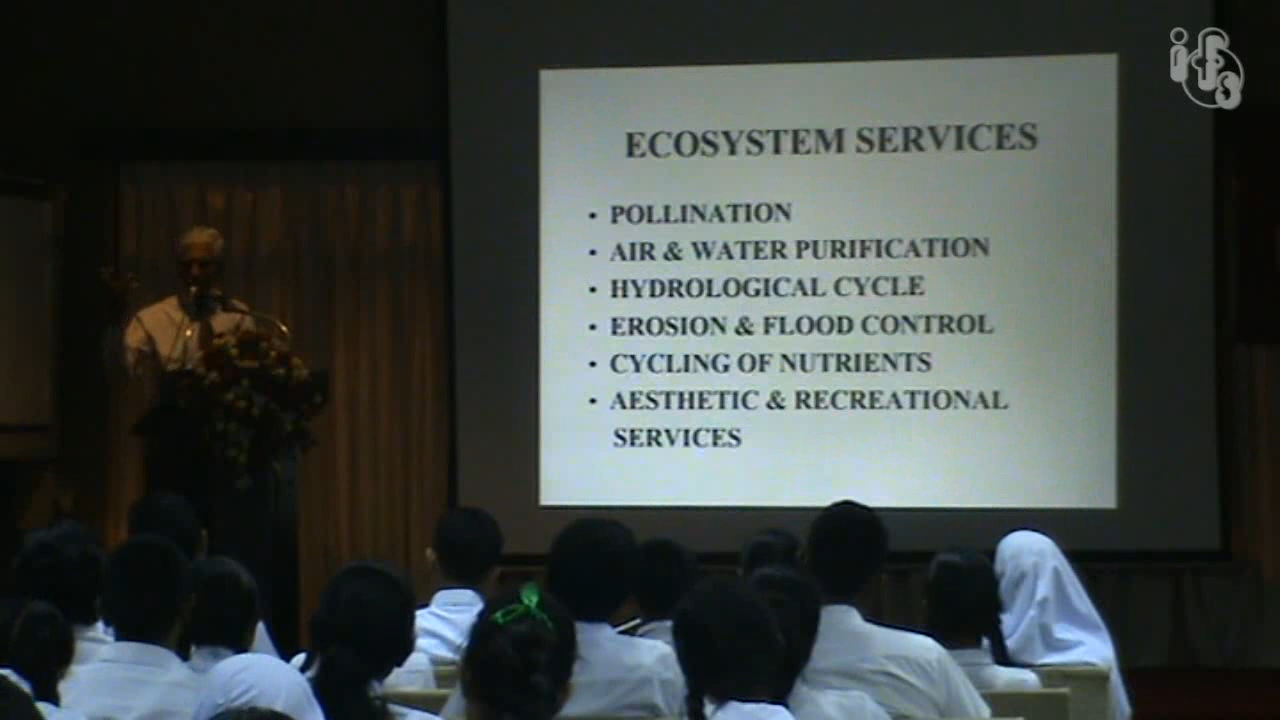 ECOSYSTEM SERVICES
• POLLINATION
• AIR & WATER PURIFICATION
• HYDROLOGICAL CYCLE
• EROSION & FLOOD CONTROL
• CYCLING OF NUTRIENTS
• AESTHETIC & RECREATIONAL
SERVICES